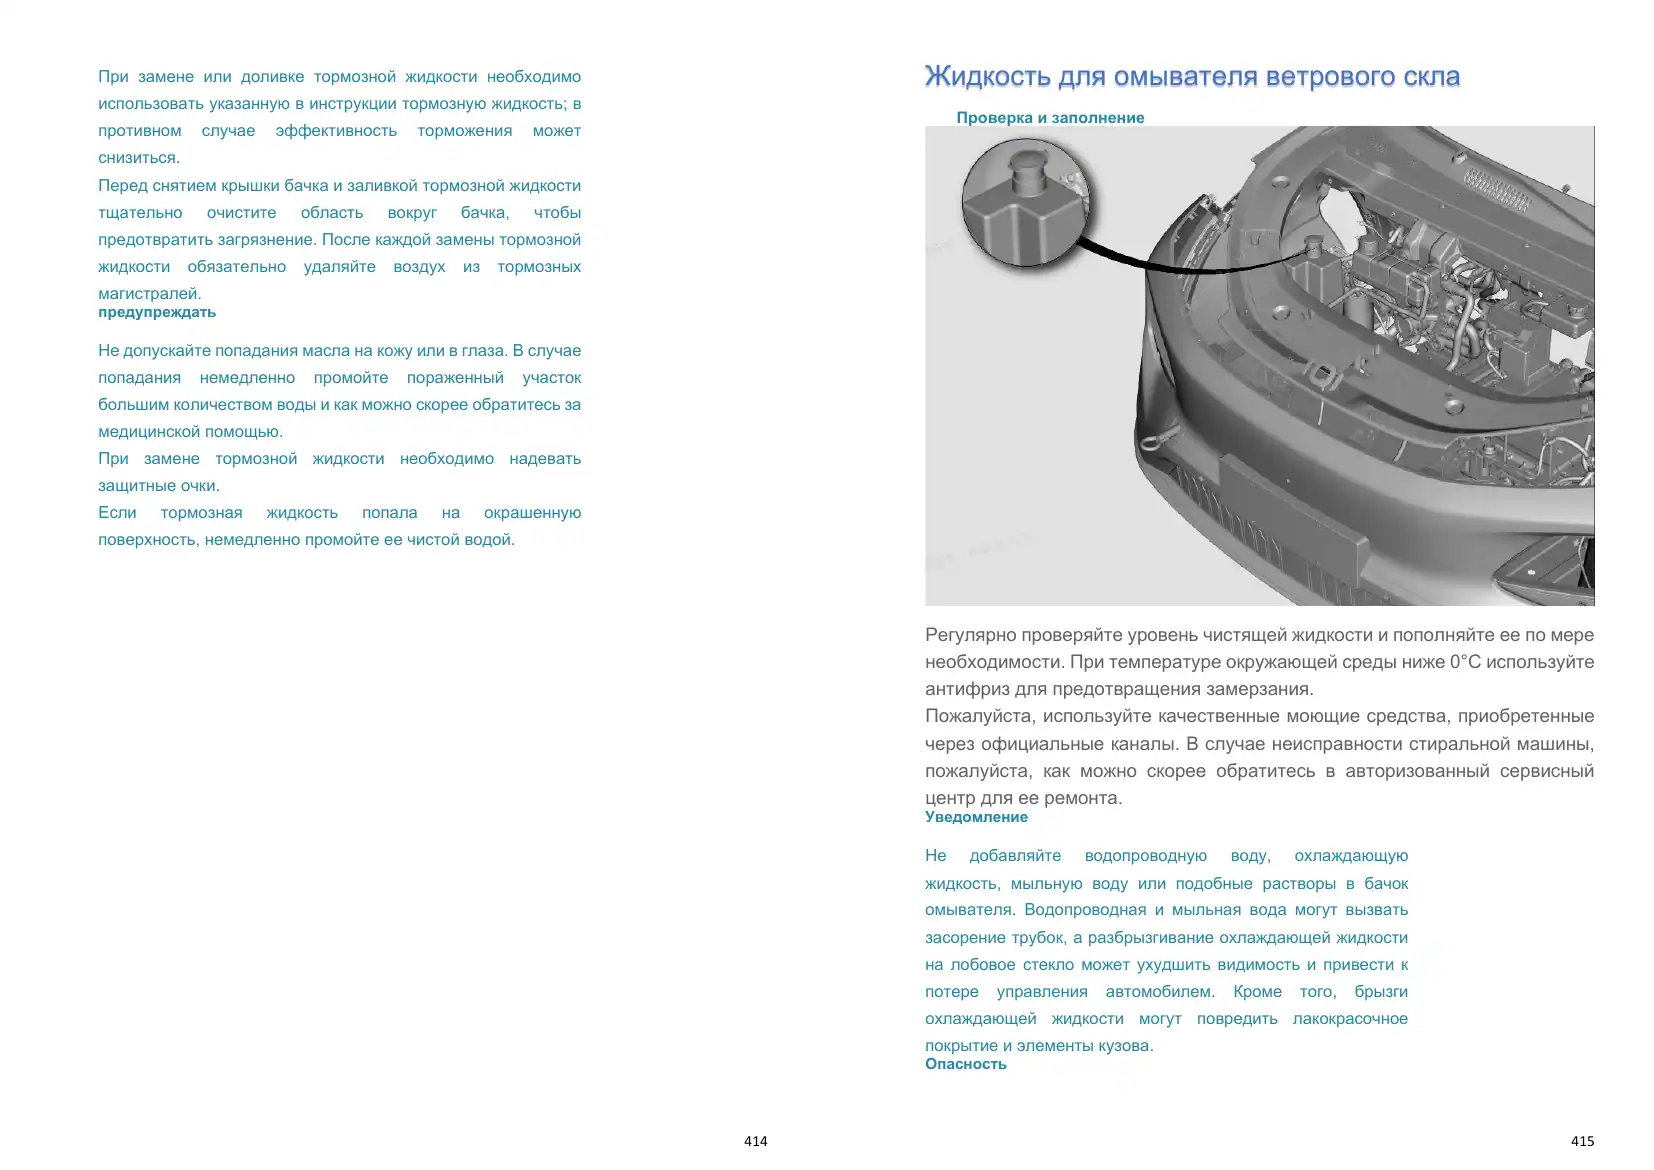 При замене или доливке тормозной жидкости необходимо
использовать указанную в инструкции тормозную жидкость; в
противном случае эффективность торможения может
снизиться.
Перед снятием крышки бачка и заливкой тормозной жидкости
тщательно очистите область вокруг бачка, чтобы
предотвратить загрязнение. После каждой замены тормозной
жидкости обязательно удаляйте воздух из тормозных
магистралей.
предупреждать
Не допускайте попадания масла на кожу или в глаза. В случае
попадания немедленно промойте пораженный участок
большим количеством воды и как можно скорее обратитесь за
медицинской помощью.
При замене тормозной жидкости необходимо надевать
защитные очки.
Если тормозная жидкость попала на окрашенную
поверхность, немедленно промойте ее чистой водой.
414
Жидкость для омывателя ветрового скла
Проверка и заполнение
Регулярно проверяйте уровень чистящей жидкости и пополняйте ее по мере
необходимости. При температуре окружающей среды ниже 0°C используйте
антифриз для предотвращения замерзания.
Пожалуйста, используйте качественные моющие средства, приобретенные
через официальные каналы. В случае неисправности стиральной машины,
пожалуйста, как можно скорее обратитесь в авторизованный сервисный
центр для ее ремонта.
Уведомление
Не добавляйте водопроводную воду, охлаждающую
жидкость, мыльную воду или подобные растворы в бачок
омывателя. Водопроводная и мыльная вода могут вызвать
засорение трубок, а разбрызгивание охлаждающей жидкости
на лобовое стекло может ухудшить видимость и привести к
потере управления автомобилем. Кроме того, брызги
охлаждающей жидкости могут повредить лакокрасочное
покрытие и элементы кузова.
Опасность
415